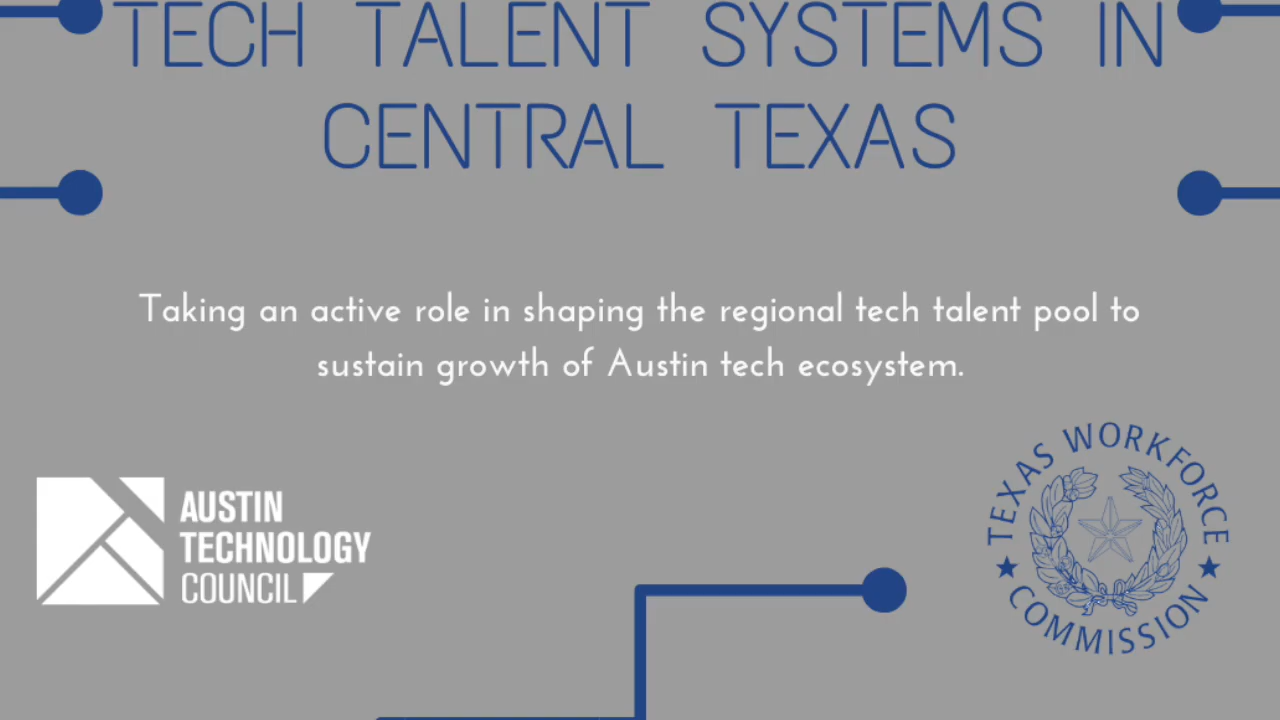 TECH TALENT SYSTEMS IN
CENTRAL TEXAS
Taking an active role in shaping the regional tech talent pool to
sustain growth of Austin tech ecosystem.
AUSTIN
TECHNOLOGY
COUNCIL
TEXAS WORKFORCE
COMMISSION